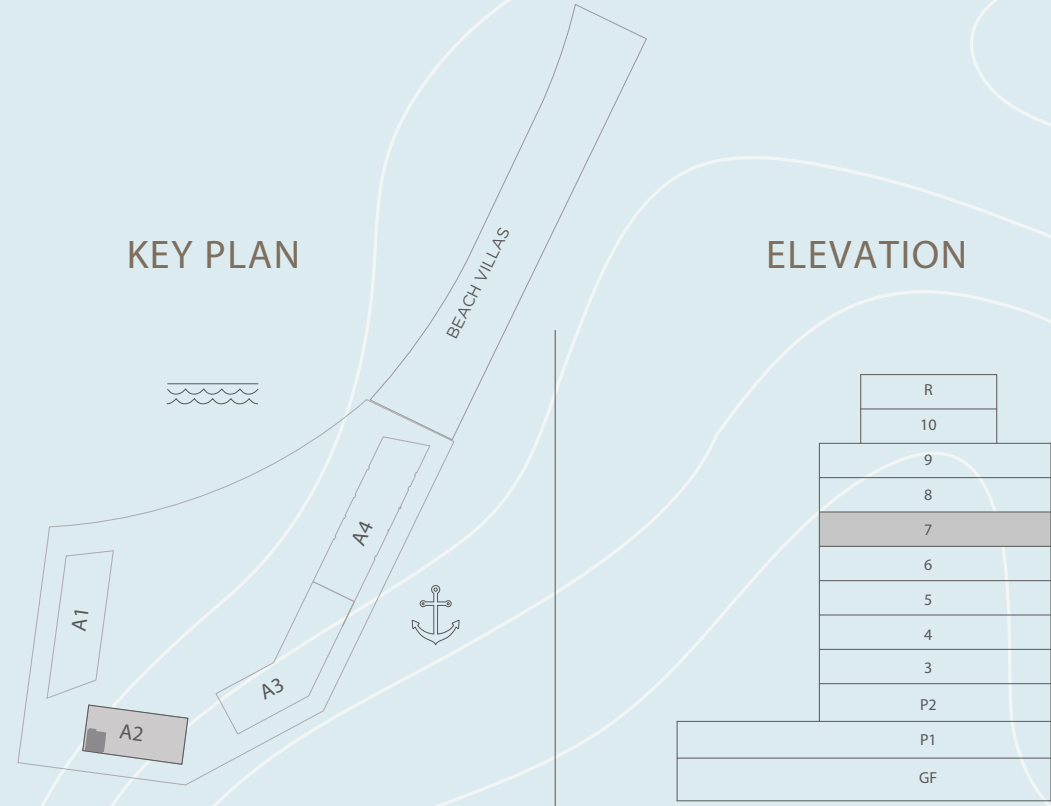 KEY PLAN
BEACH VILLAS
A4
A1
A3
A2
ELEVATION
R
10
9
8
7
6
5
4
3
P2
P1
GF